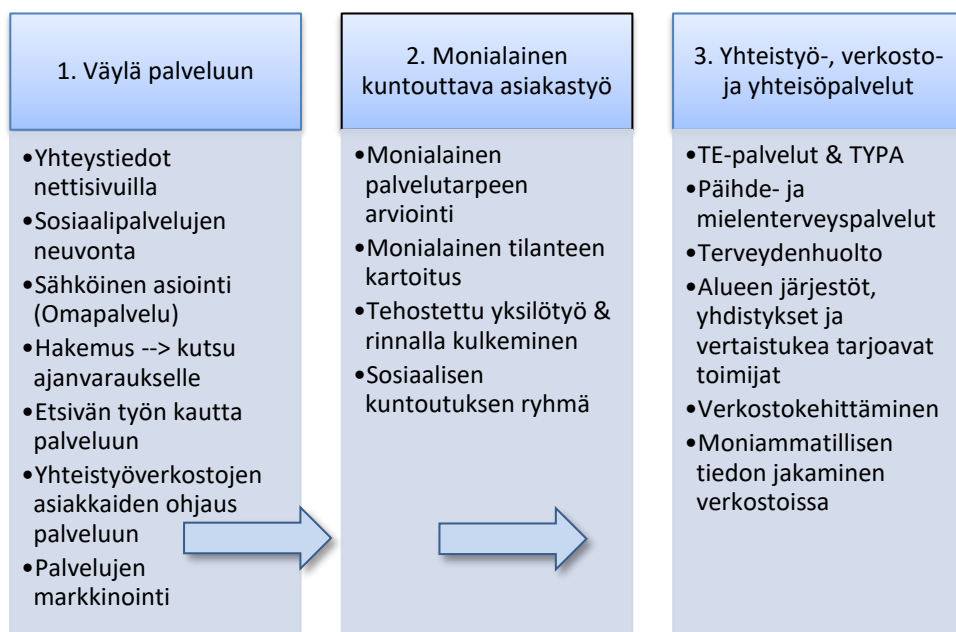 1. Väylä palveluun
•Yhteystiedot
nettisivuilla
•Sosiaalipalvelujen
neuvonta
•Sähköinen asiointi
(Omapalvelu)
•Hakemus --> kutsu
ajanvaraukselle
•Etsivän työn kautta
palveluun
•Yhteistyöverkostojen
asiakkaiden ohjaus
palveluun
•Palvelujen
markkinointi
2. Monialainen
kuntouttava asiakastyö
•Monialainen
palvelutarpeen
arviointi
•Monialainen tilanteen
kartoitus
•Tehostettu yksilötyö &
rinnalla kulkeminen
•Sosiaalisen
kuntoutuksen ryhmä
3. Yhteistyö-, verkosto-
ja yhteisöpalvelut
•TE-palvelut & TYPA
•Päihde- ja
mielenterveyspalvelut
•Terveydenhuolto
•Alueen järjestöt,
yhdistykset ja
vertaistukea tarjoavat
toimijat
•Verkostokehittäminen
•Moniammatillisen
tiedon jakaminen
verkostoissa